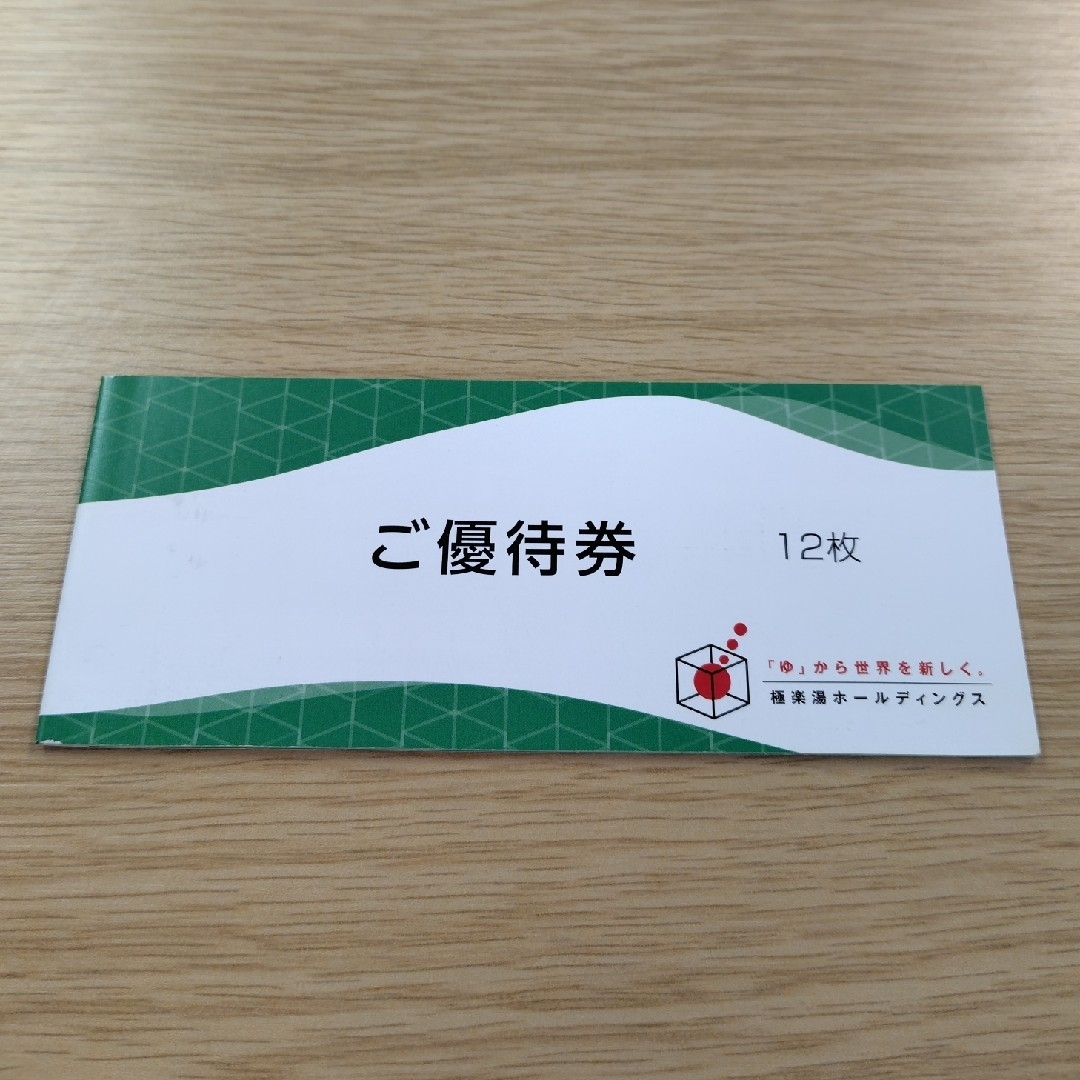 ご優待券
12枚
「ゆ」から世界を新しく。
極楽湯ホールディングス